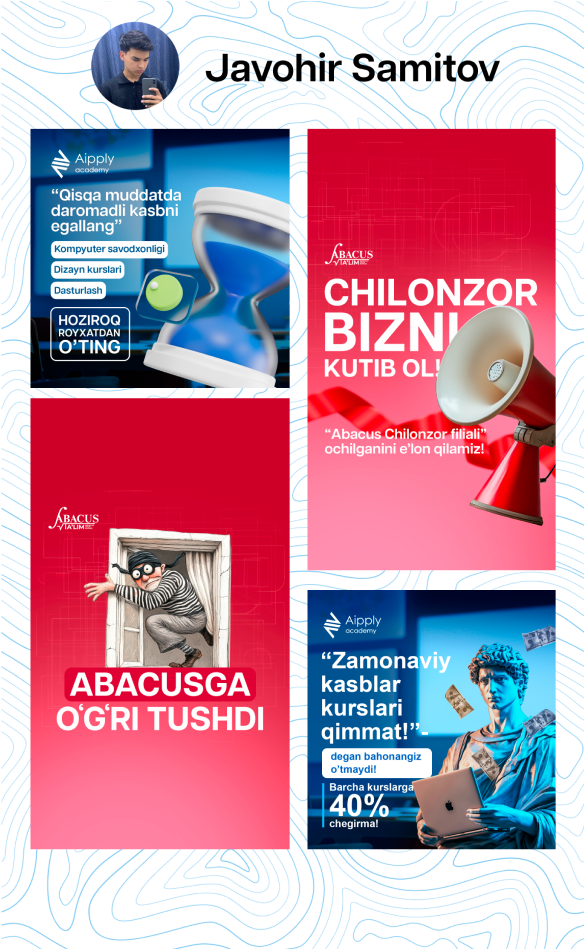 Javohir Samitov
Aipply
academy
“Qisqa muddatda
daromadli kasbni
egallang”
Kompyuter savodxonligi
Dizayn kurslari
Dasturlash
HOZIROQ
ROYXATDAN
O’TING
ABACUS
TA'LIM
CHILONZOR
BIZNI
KUTIB OL!
“Abacus Chilonzor filiali”
ochilganini e’lon qilamiz!
ABACUS
TA'LIM
ABACUSGA
O‘G‘RI TUSHDI
Aipply
academy
“Zamonaviy
kasblar
kurslari
qimmat!”-
degan bahonangiz
o’tmaydi!
Barcha kurslarga
40%
chegirma!